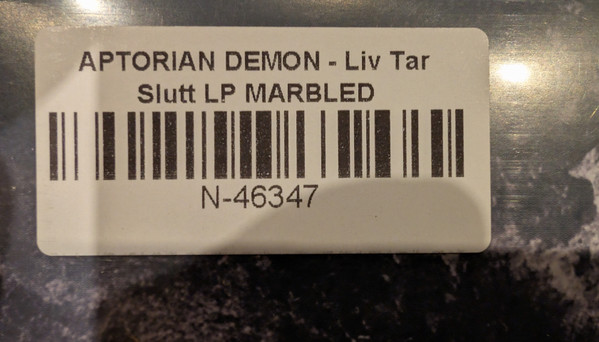 APTORIAN DEMON - Liv Tar
Slutt LP MARBLED
N-46347